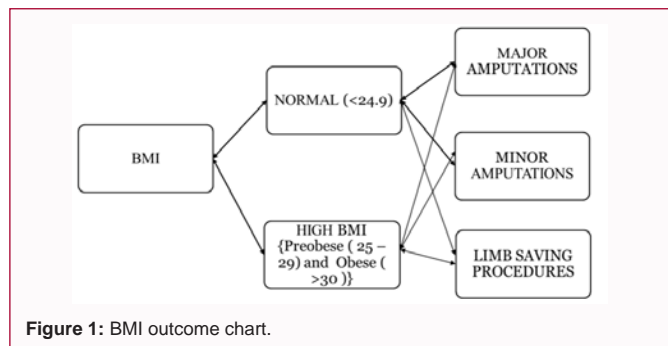 BMI
NORMAL (<24.9)
HIGH BMI
{Preobese ( 25 –
29) and Obese (
>30 )}
MAJOR
AMPUTATIONS
MINOR
AMPUTATIONS
LIMB SAVING
PROCEDURES
Figure 1: BMI outcome chart.